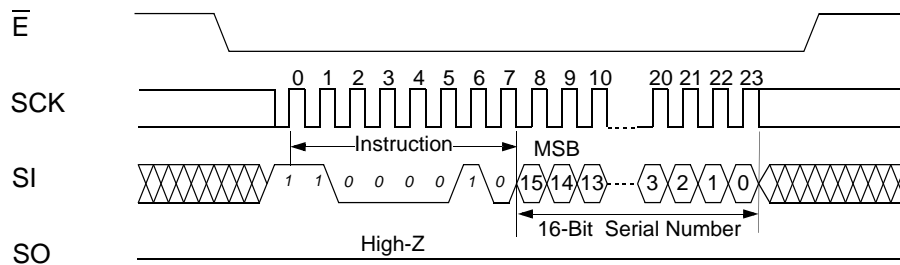 E
0 1 2 3 4 5 6 7 8 9 10 20 21 22 23
SCK
Instruction MSB
SI 1 1 0 0 0 0 1 0 15 14 13 3 2 1 0
16-Bit Serial Number
High-Z
SO